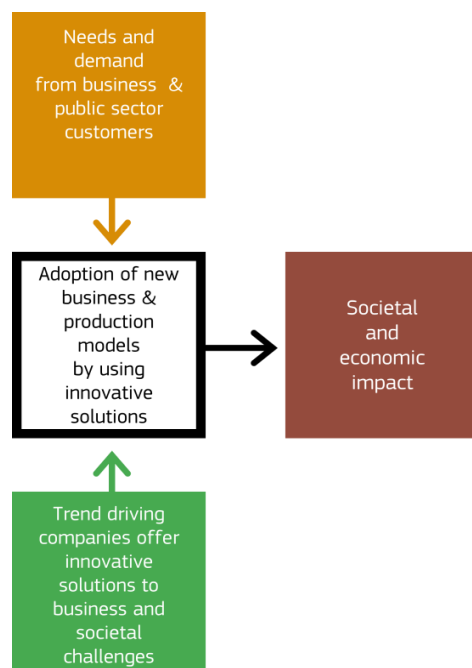 Needs and
demand
from business &
public sector
customers
Adoption of new
business &
production
models
by using
innovative
solutions
Societal
and
economic
impact
Trend driving
companies offer
innovative
solutions to
business and
societal
challenges